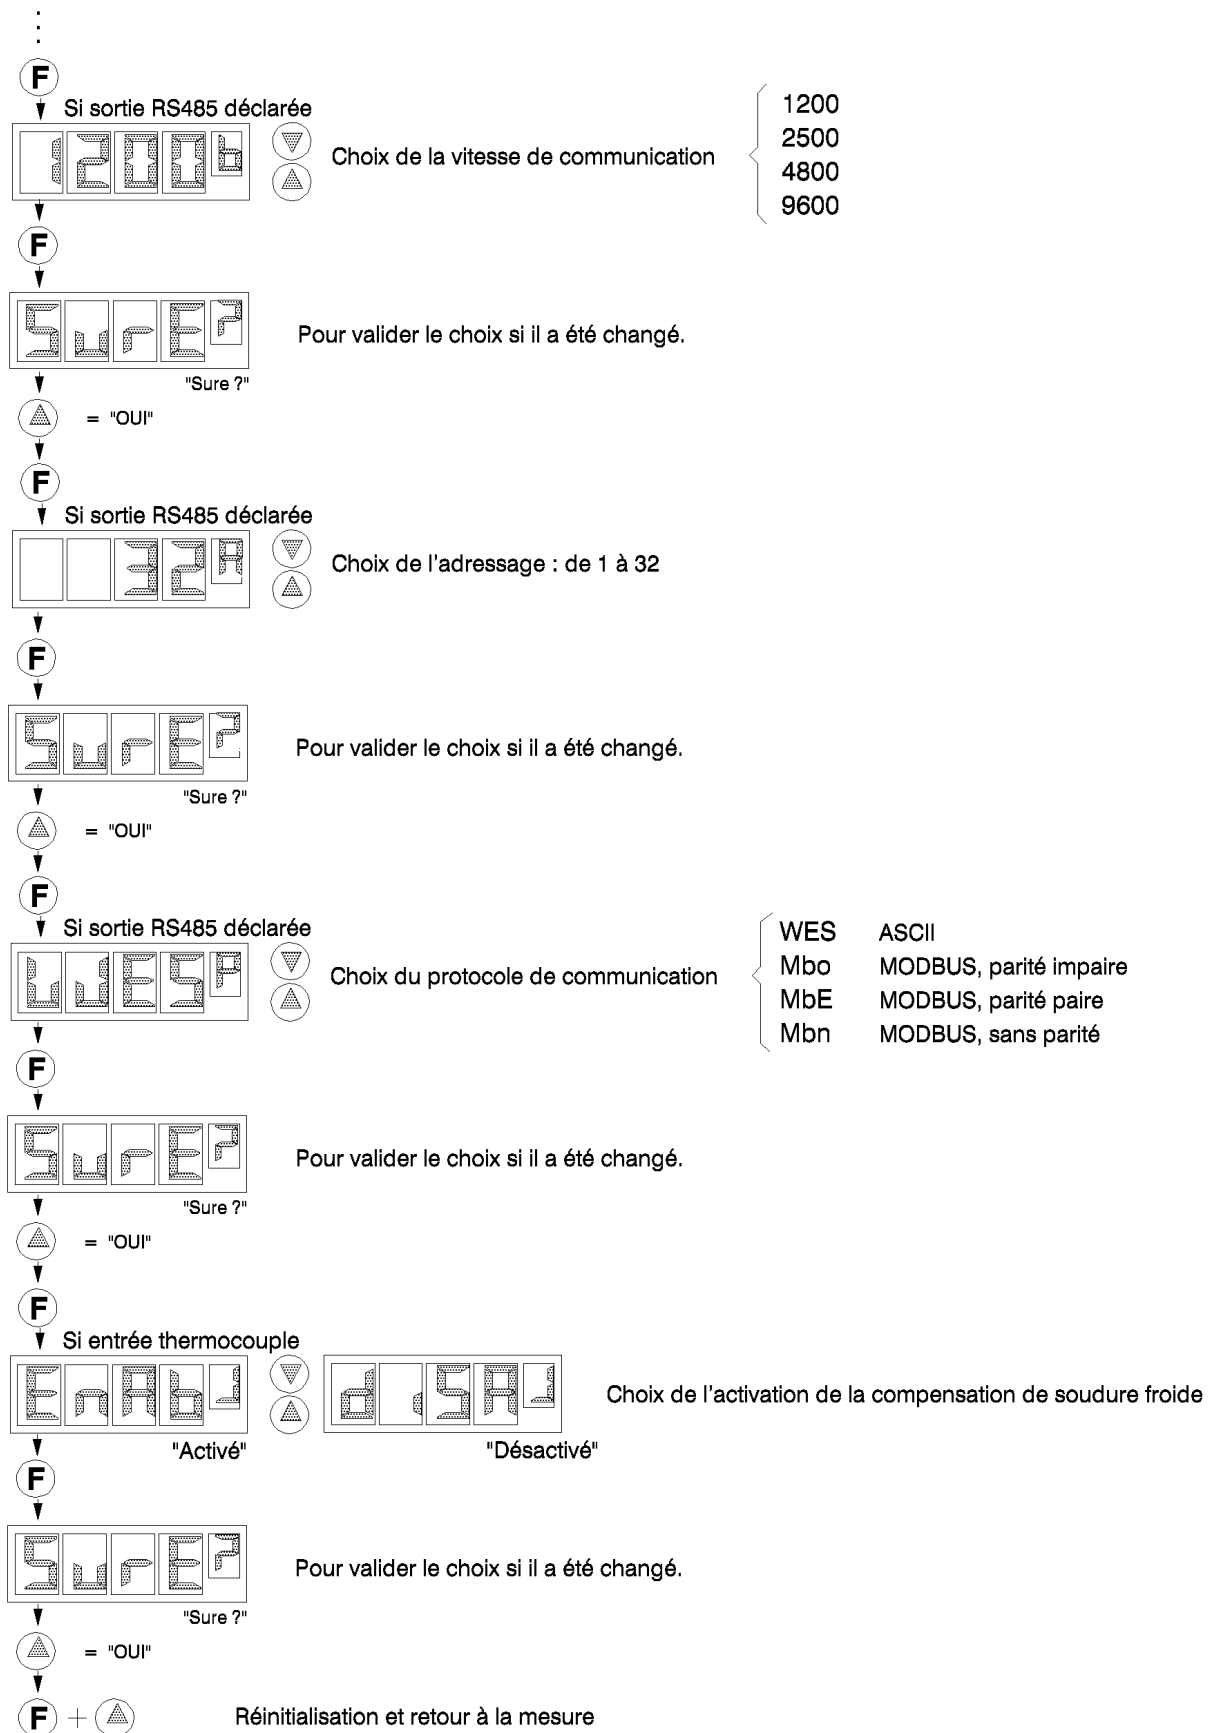 F
Si sortie RS485 déclarée
1200b
Choix de la vitesse de communication
1200
2500
4800
9600
F
SurE?
Pour valider le choix si il a été changé.
"Sure ?"
= "OUI"
F
Si sortie RS485 déclarée
32A
Choix de l'adressage : de 1 à 32
F
SurE?
Pour valider le choix si il a été changé.
"Sure ?"
= "OUI"
F
Si sortie RS485 déclarée
WESP
Choix du protocole de communication
WES ASCII
Mbo MODBUS, parité impaire
MbE MODBUS, parité paire
Mbn MODBUS, sans parité
F
SurE?
Pour valider le choix si il a été changé.
"Sure ?"
= "OUI"
F
Si entrée thermocouple
EnAbJ
diSAJ
Choix de l'activation de la compensation de soudure froide
"Activé"
"Désactivé"
F
SurE?
Pour valider le choix si il a été changé.
"Sure ?"
= "OUI"
F +
Réinitialisation et retour à la mesure